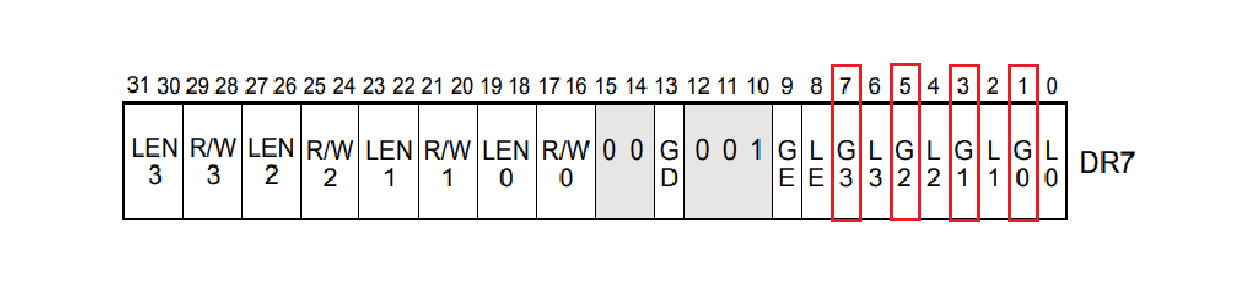 31 30 29 28 27 26 25 24 23 22 21 20 19 18 17 16 15 14 13 12 11 10 9 8 7 6 5 4 3 2 1 0
LEN R/W LEN R/W LEN R/W LEN R/W 0 0 G 0 0 1 G L G L G L G L G L
3 3 2 2 1 1 0 0 D E E 3 3 2 2 1 1 0 0
DR7